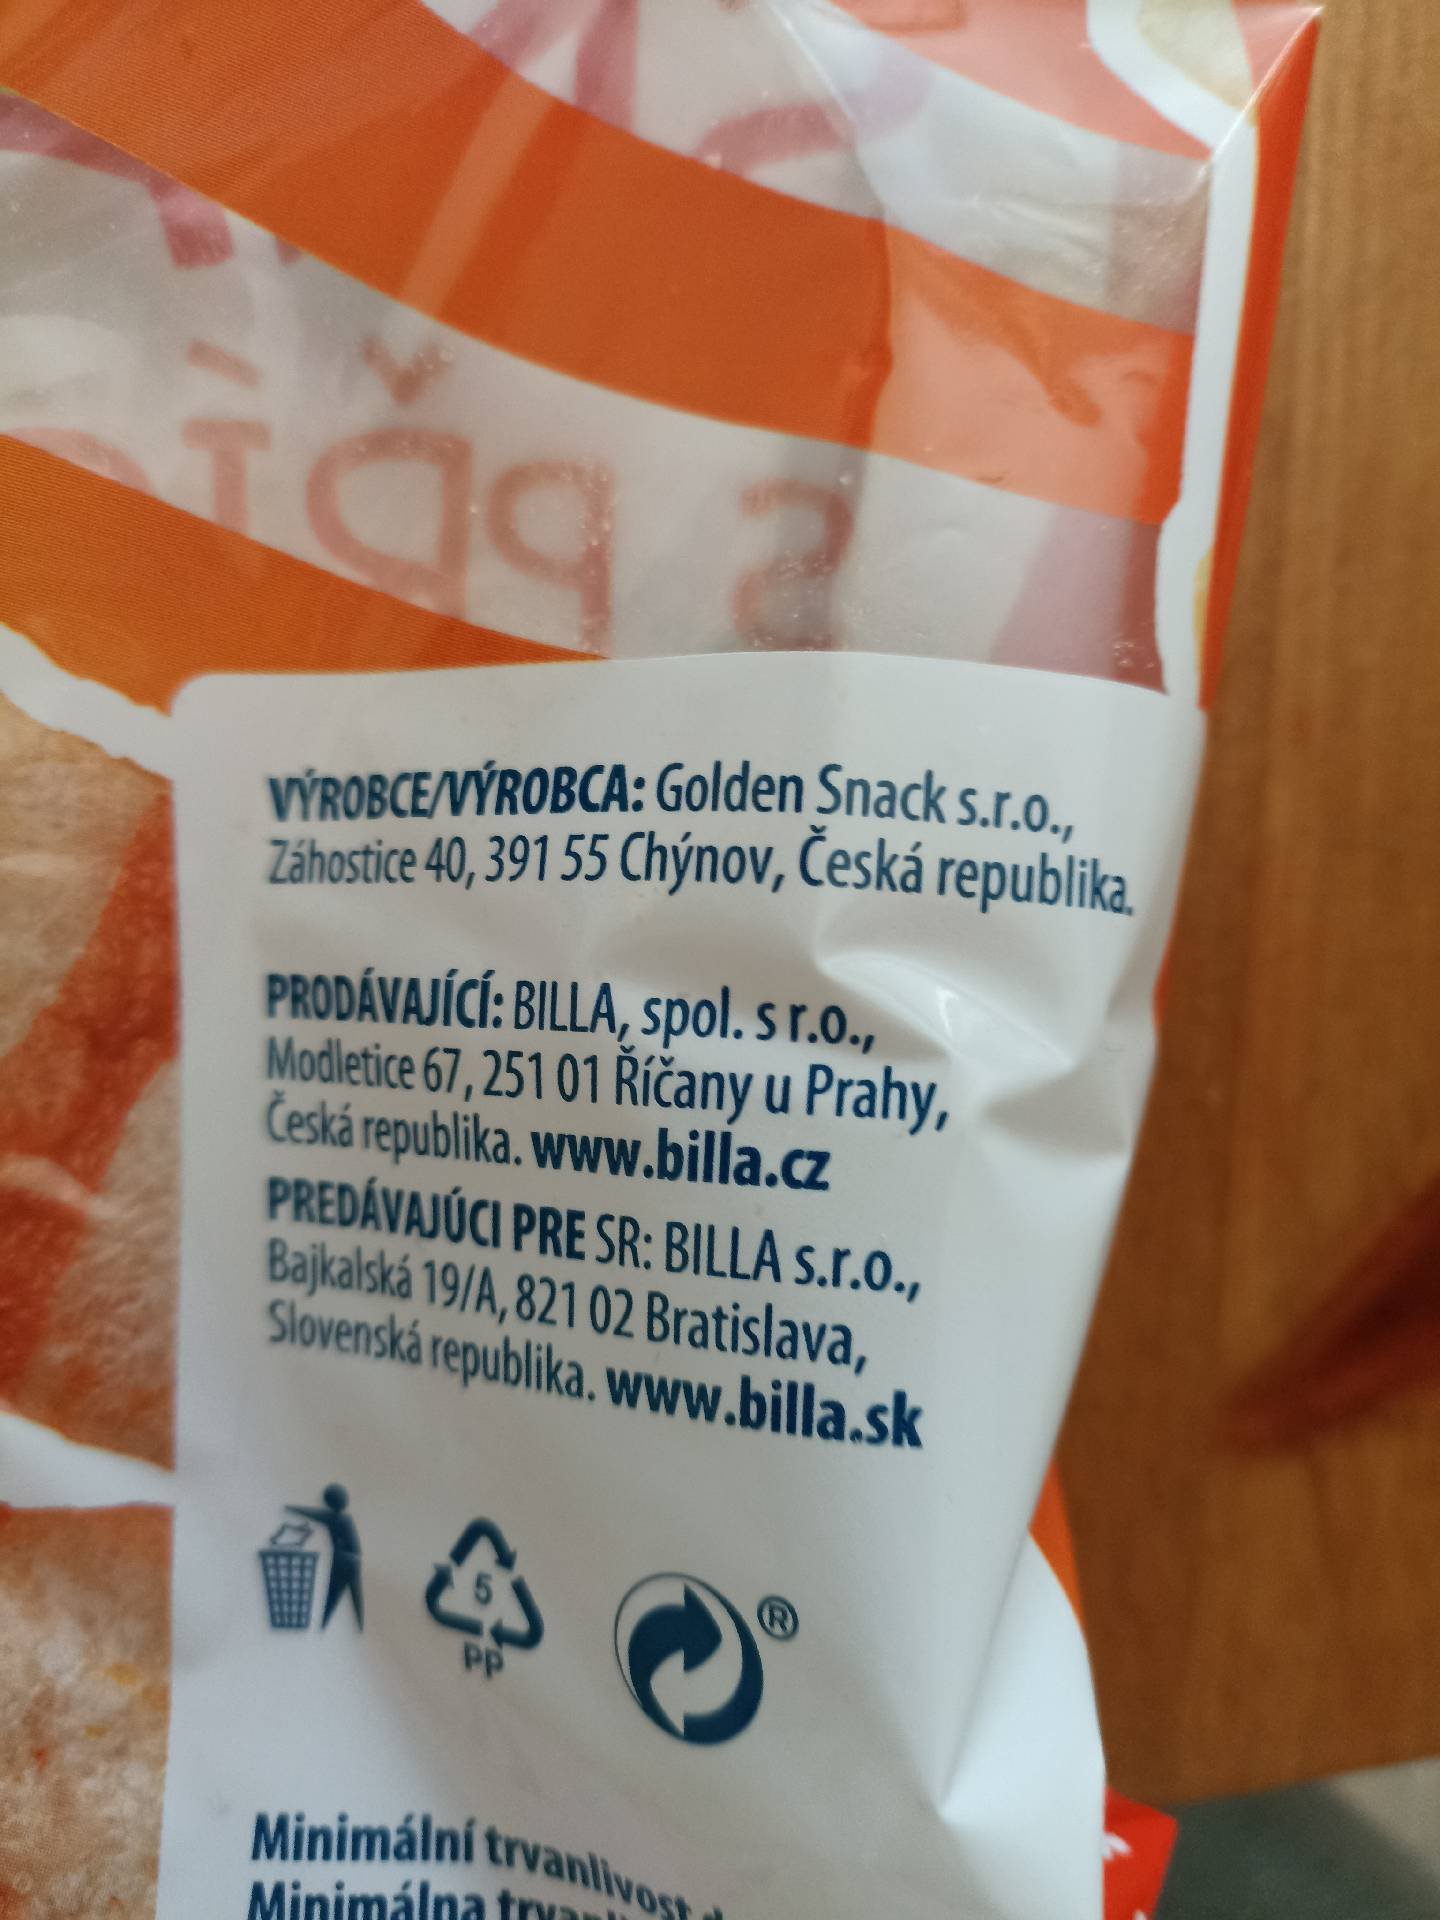 VÝROBCE/VÝROBCA: Golden Snack s.r.o.,
Záhostice 40, 391 55 Chýnov, Česká republika.
PRODÁVAJÍCÍ: BILLA, spol. s r.o.,
Modletice 67, 251 01 Říčany u Prahy,
Česká republika. www.billa.cz
PREDÁVAJÚCI PRE SR: BILLA s.r.o.,
Bajkalská 19/A, 821 02 Bratislava,
Slovenská republika. www.billa.sk
5
PP
®
Minimální trvanlivost
Minimálna